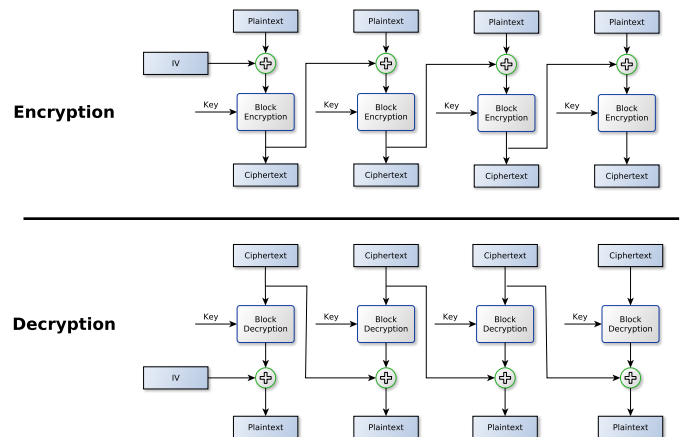 Plaintext Plaintext Plaintext Plaintext
IV
Encryption
Key Block Encryption Key Block Encryption Key Block Encryption Key Block Encryption
Ciphertext Ciphertext Ciphertext Ciphertext
Ciphertext Ciphertext Ciphertext Ciphertext
Decryption
Key Block Decryption Key Block Decryption Key Block Decryption Key Block Decryption
IV
Plaintext Plaintext Plaintext Plaintext